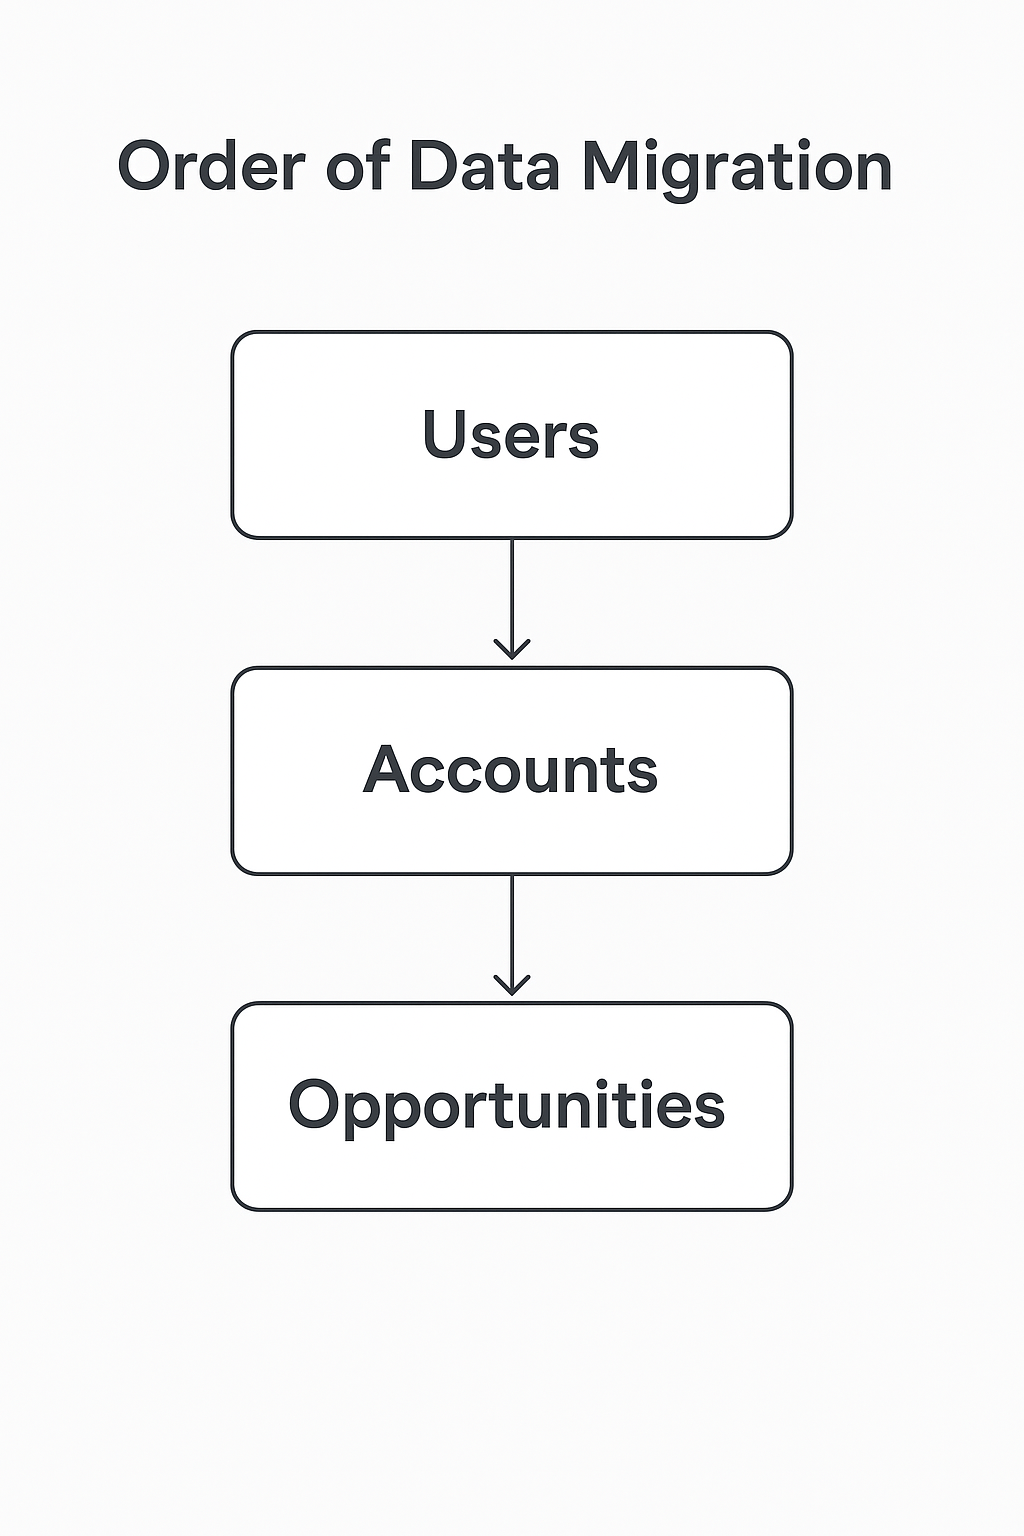 Order of Data Migration
Users
Accounts
Opportunities